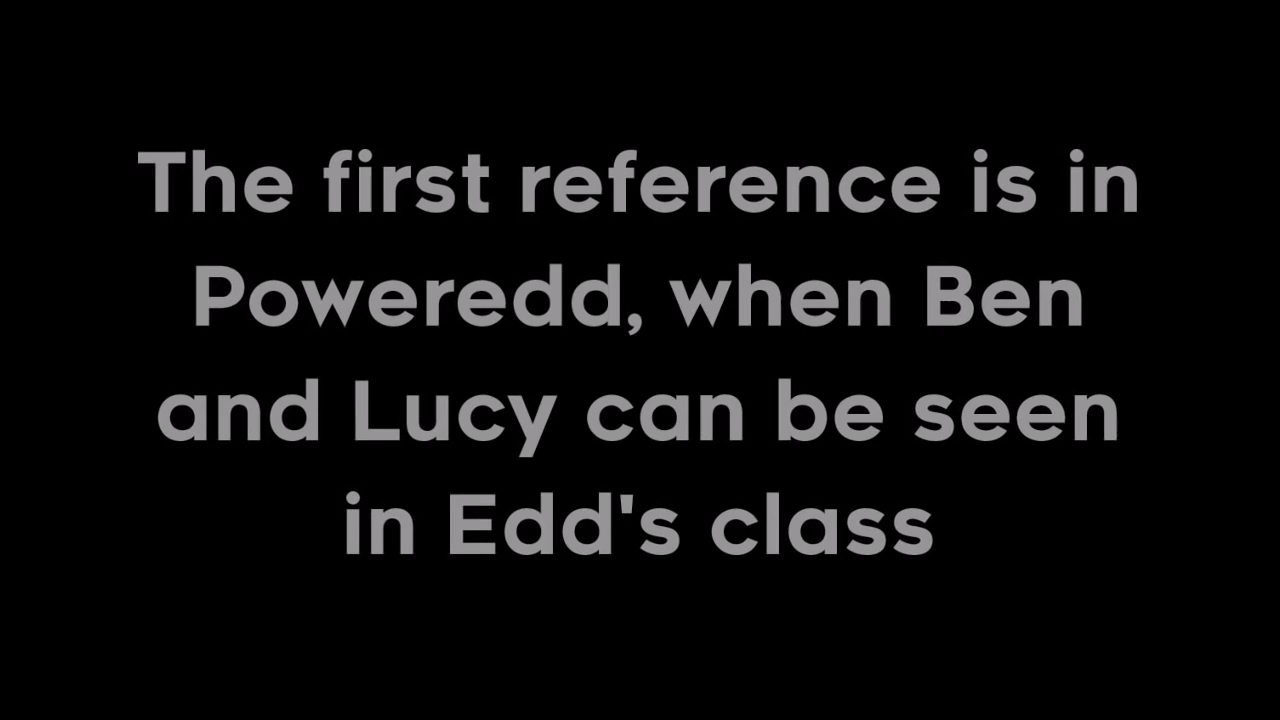 The first reference is in
Poweredd, when Ben
and Lucy can be seen
in Edd's class